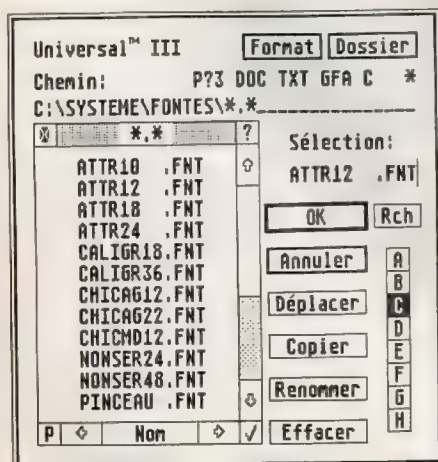 Universal™ III Format Dossier
Chemin: P?3 DOC TXT GFA C *
C:\SYSTEME\FONTES\*.*
*.* ?
Sélection:
ATTR12 .FNT
ATTR10 .FNT
ATTR12 .FNT
ATTR18 .FNT
ATTR24 .FNT
CALIGR18.FNT
CALIGR36.FNT
CHICAG12.FNT
CHICAG22.FNT
CHICMD12.FNT
NONSER24.FNT
NONSER48.FNT
PINCEAU .FNT
P Nom √
OK Rch
Annuler
Déplacer
Copier
Renommer
Effacer
A
B
C
D
E
F
G
H